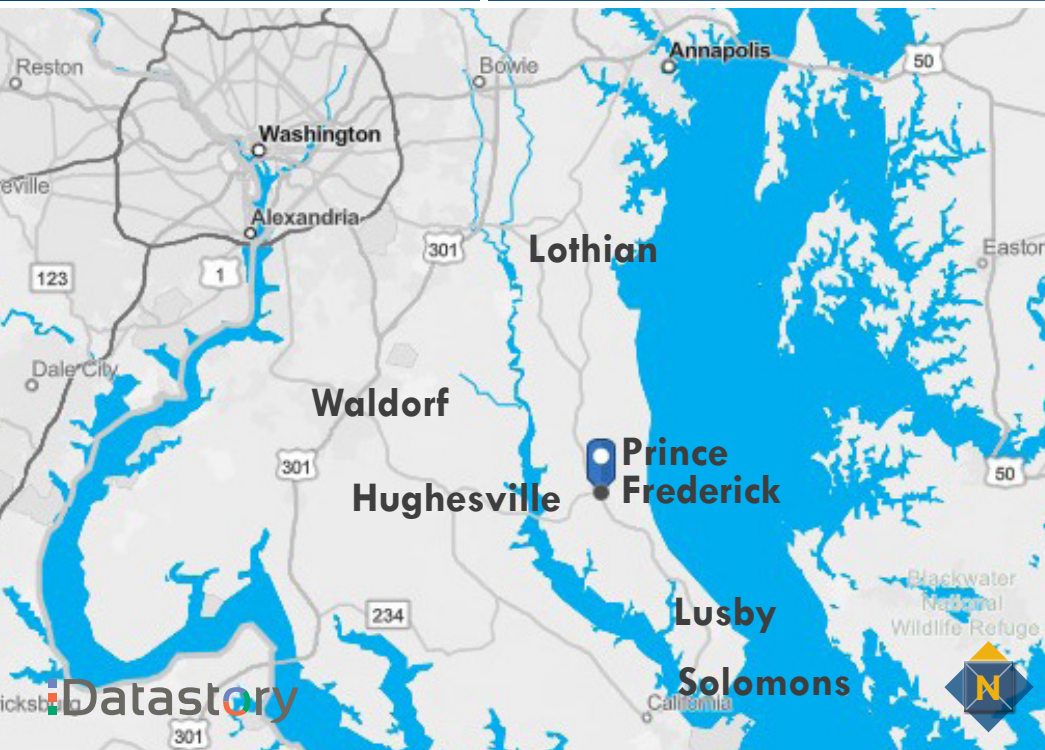 Annapolis
50
Reston
Bowie
Washington
eville
Alexandria
301
Lothian
Easton
123
1
Dale City
Waldorf
Prince
Frederick
301
50
Hughesville
Blackwater
National
Wildlife Refuge
234
Lusby
Solomons
California
icksburg
Datastory
301
N